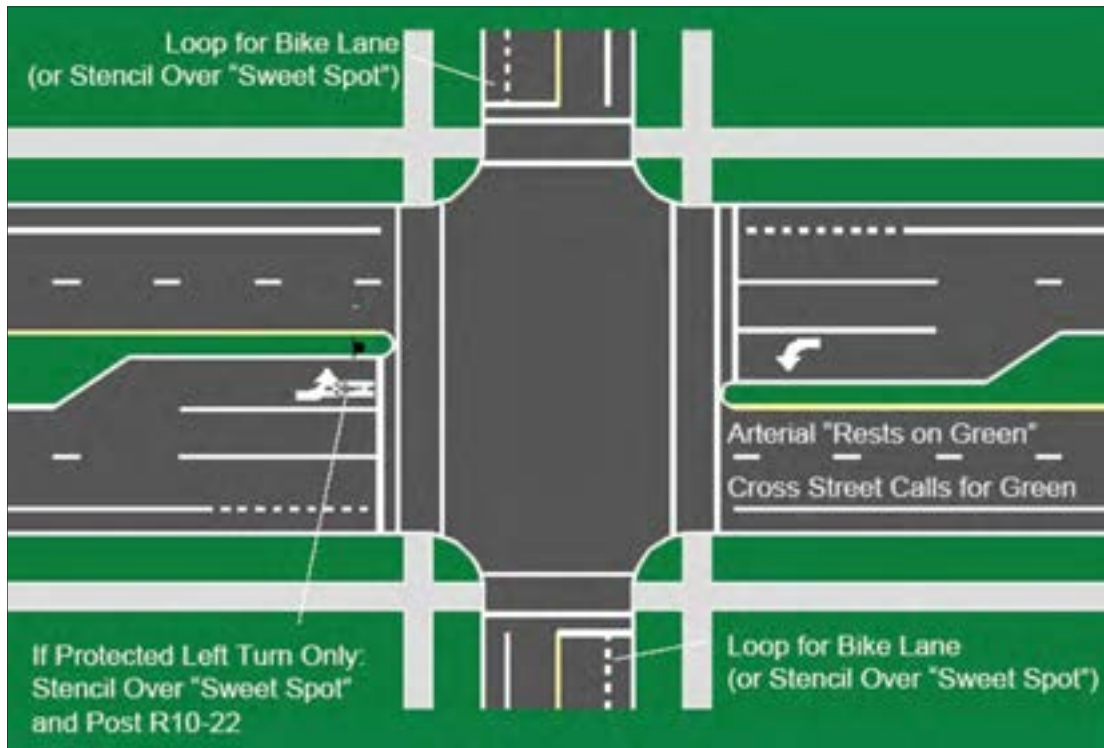 Loop for Bike Lane
(or Stencil Over "Sweet Spot")
Arterial "Rests on Green"
Cross Street Calls for Green
If Protected Left Turn Only:
Stencil Over "Sweet Spot"
and Post R10-22
Loop for Bike Lane
(or Stencil Over "Sweet Spot")